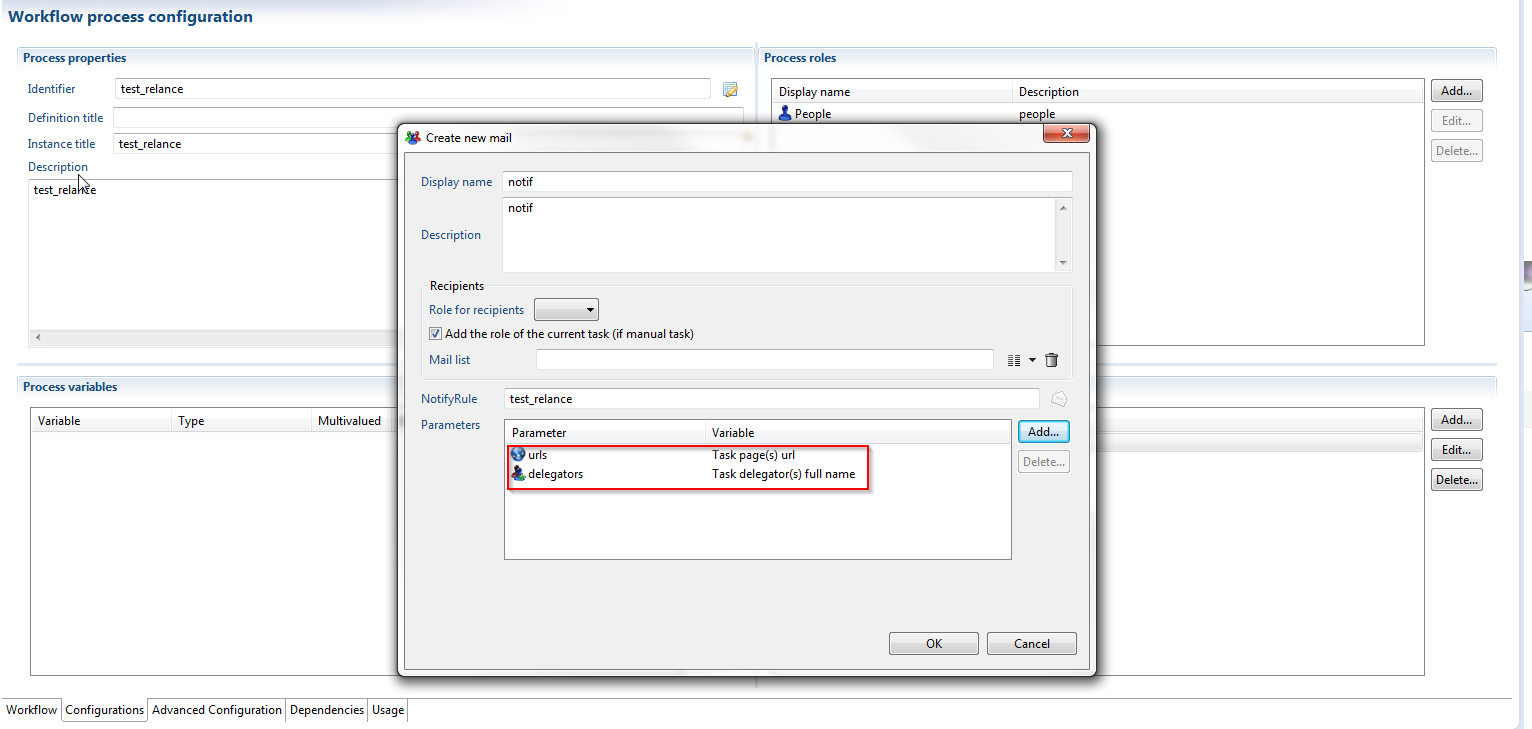 Workflow process configuration
Process properties
Identifier test_relance
Definition title
Instance title test_relance
Description
test_relance
Process roles
Display name Description
People people
Add...
Edit...
Delete...
Process variables
Variable Type Multivalued
Add...
Edit...
Delete...
Create new mail
Display name notif
Description notif
Recipients
Role for recipients
Add the role of the current task (if manual task)
Mail list
NotifyRule test_relance
Parameters
Parameter Variable
urls Task page(s) url
delegators Task delegator(s) full name
Add...
Delete...
OK Cancel
Workflow Configurations Advanced Configuration Dependencies Usage